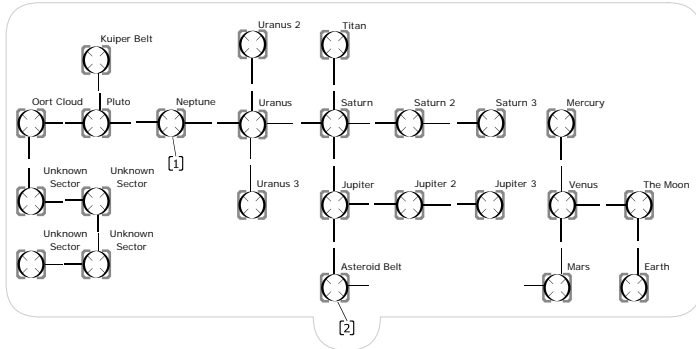 Uranus 2
Titan
Kuiper Belt
Oort Cloud
Pluto
Neptune
Uranus
Saturn
Saturn 2
Saturn 3
Mercury
[1]
Unknown
Sector
Unknown
Sector
Uranus 3
Jupiter
Jupiter 2
Jupiter 3
Venus
The Moon
Unknown
Sector
Unknown
Sector
Asteroid Belt
Mars
Earth
[2]